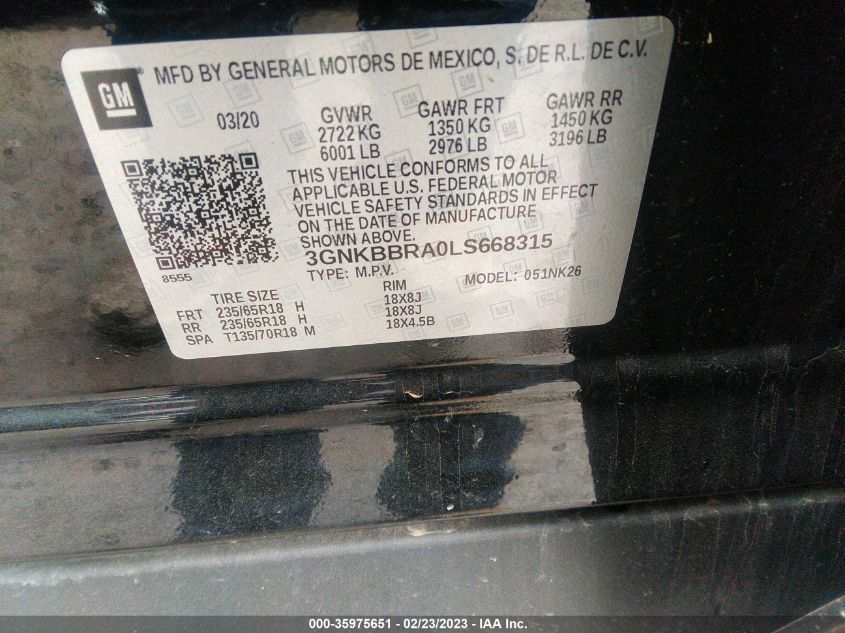 GM ® MFD BY GENERAL MOTORS DE MEXICO, S. DE R.L. DE C.V.
03/20 GVWR GAWR FRT GAWR RR
2722 KG 1350 KG 1450 KG
6001 LB 2976 LB 3196 LB
THIS VEHICLE CONFORMS TO ALL
APPLICABLE U.S. FEDERAL MOTOR
VEHICLE SAFETY STANDARDS IN EFFECT
ON THE DATE OF MANUFACTURE
SHOWN ABOVE.
3GNKBBRA0LS668315
8555 TYPE: M.P.V. MODEL: 051NK26
TIRE SIZE RIM
FRT 235/65R18 H 18X8J
RR 235/65R18 H 18X8J
SPA T135/70R18 M 18X4.5B
000-35975651 - 02/23/2023 - IAA Inc.